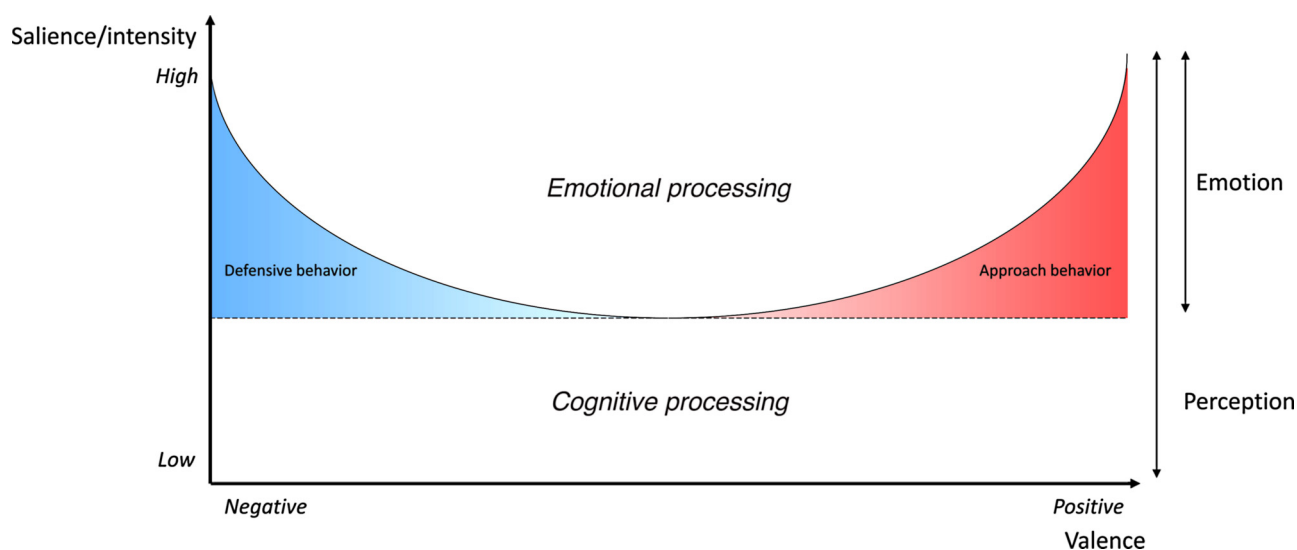 Salience/intensity
High
Emotional processing
Emotion
Defensive behavior
Approach behavior
Cognitive processing
Perception
Low
Negative
Positive
Valence